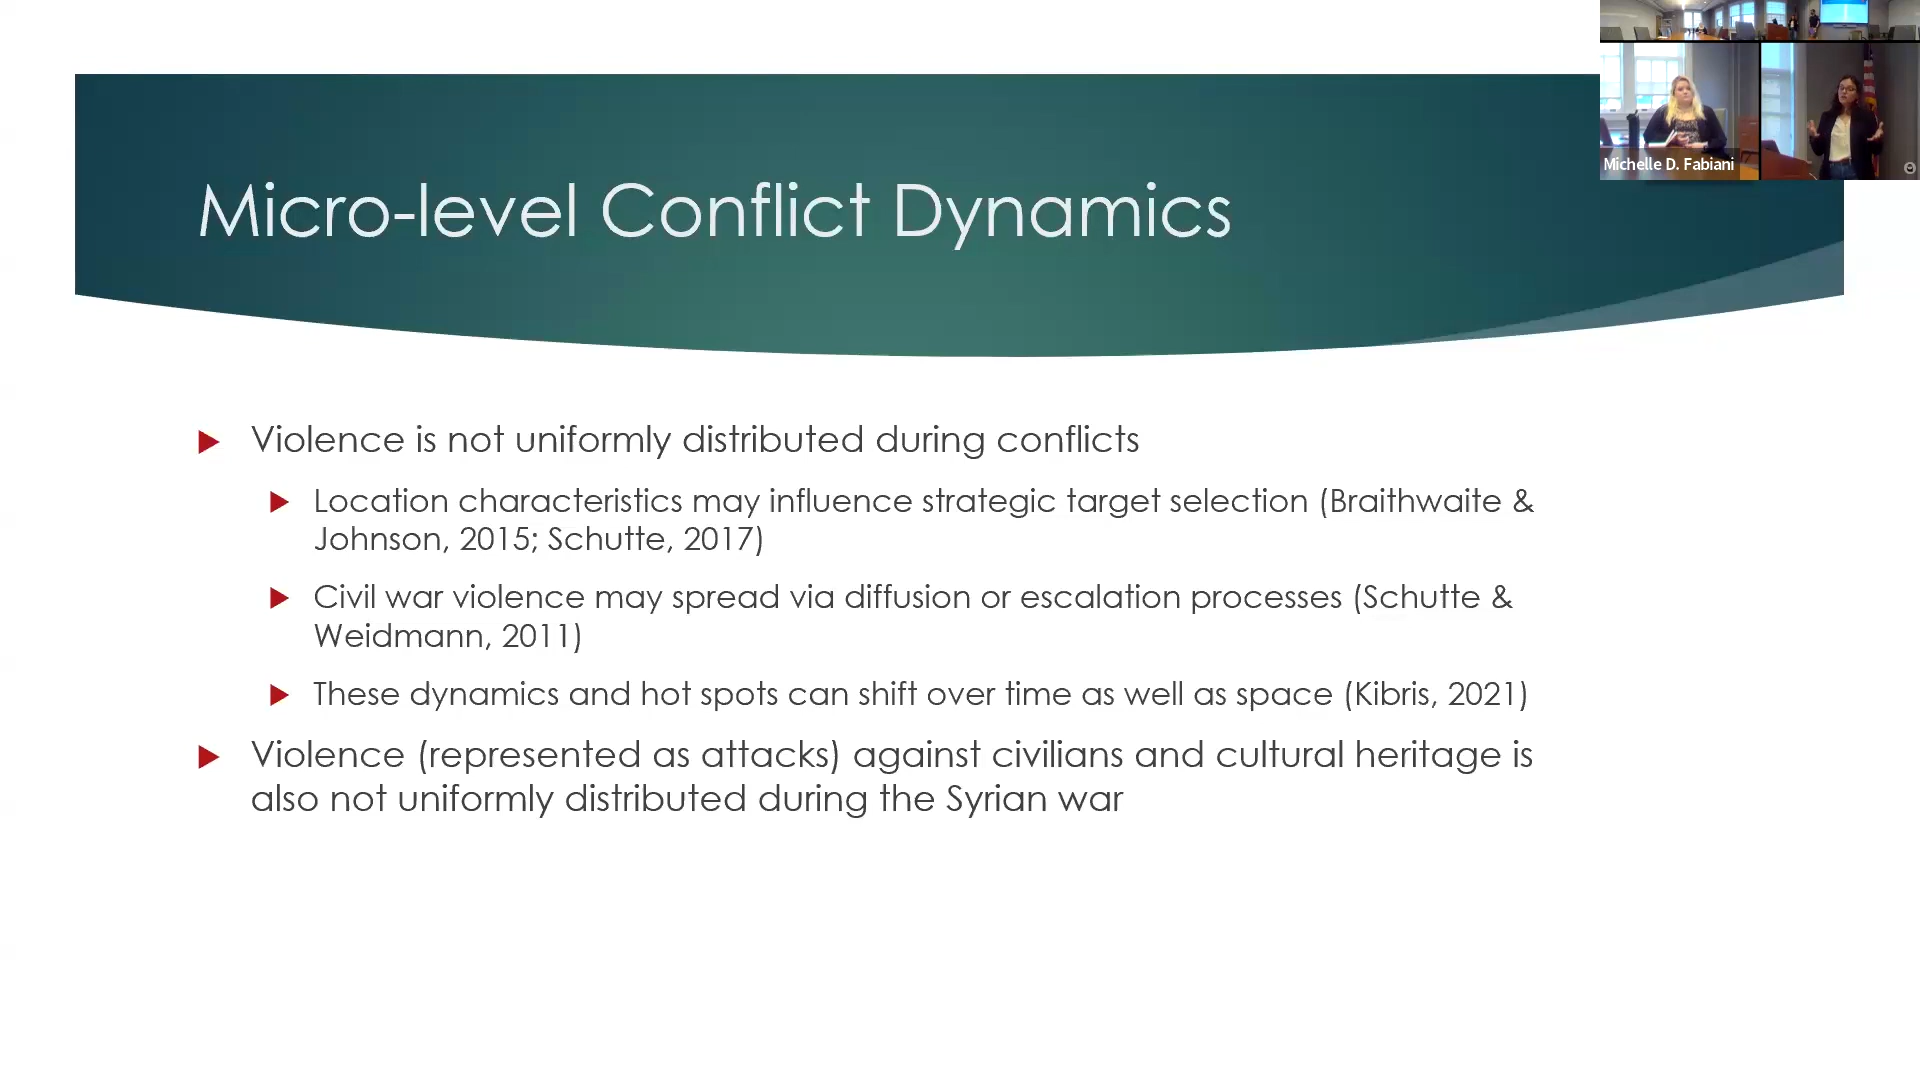 Michelle D. Fabiani
Micro-level Conflict Dynamics
Violence is not uniformly distributed during conflicts
Location characteristics may influence strategic target selection (Braithwaite &
Johnson, 2015; Schutte, 2017)
Civil war violence may spread via diffusion or escalation processes (Schutte &
Weidmann, 2011)
These dynamics and hot spots can shift over time as well as space (Kibris, 2021)
Violence (represented as attacks) against civilians and cultural heritage is
also not uniformly distributed during the Syrian war